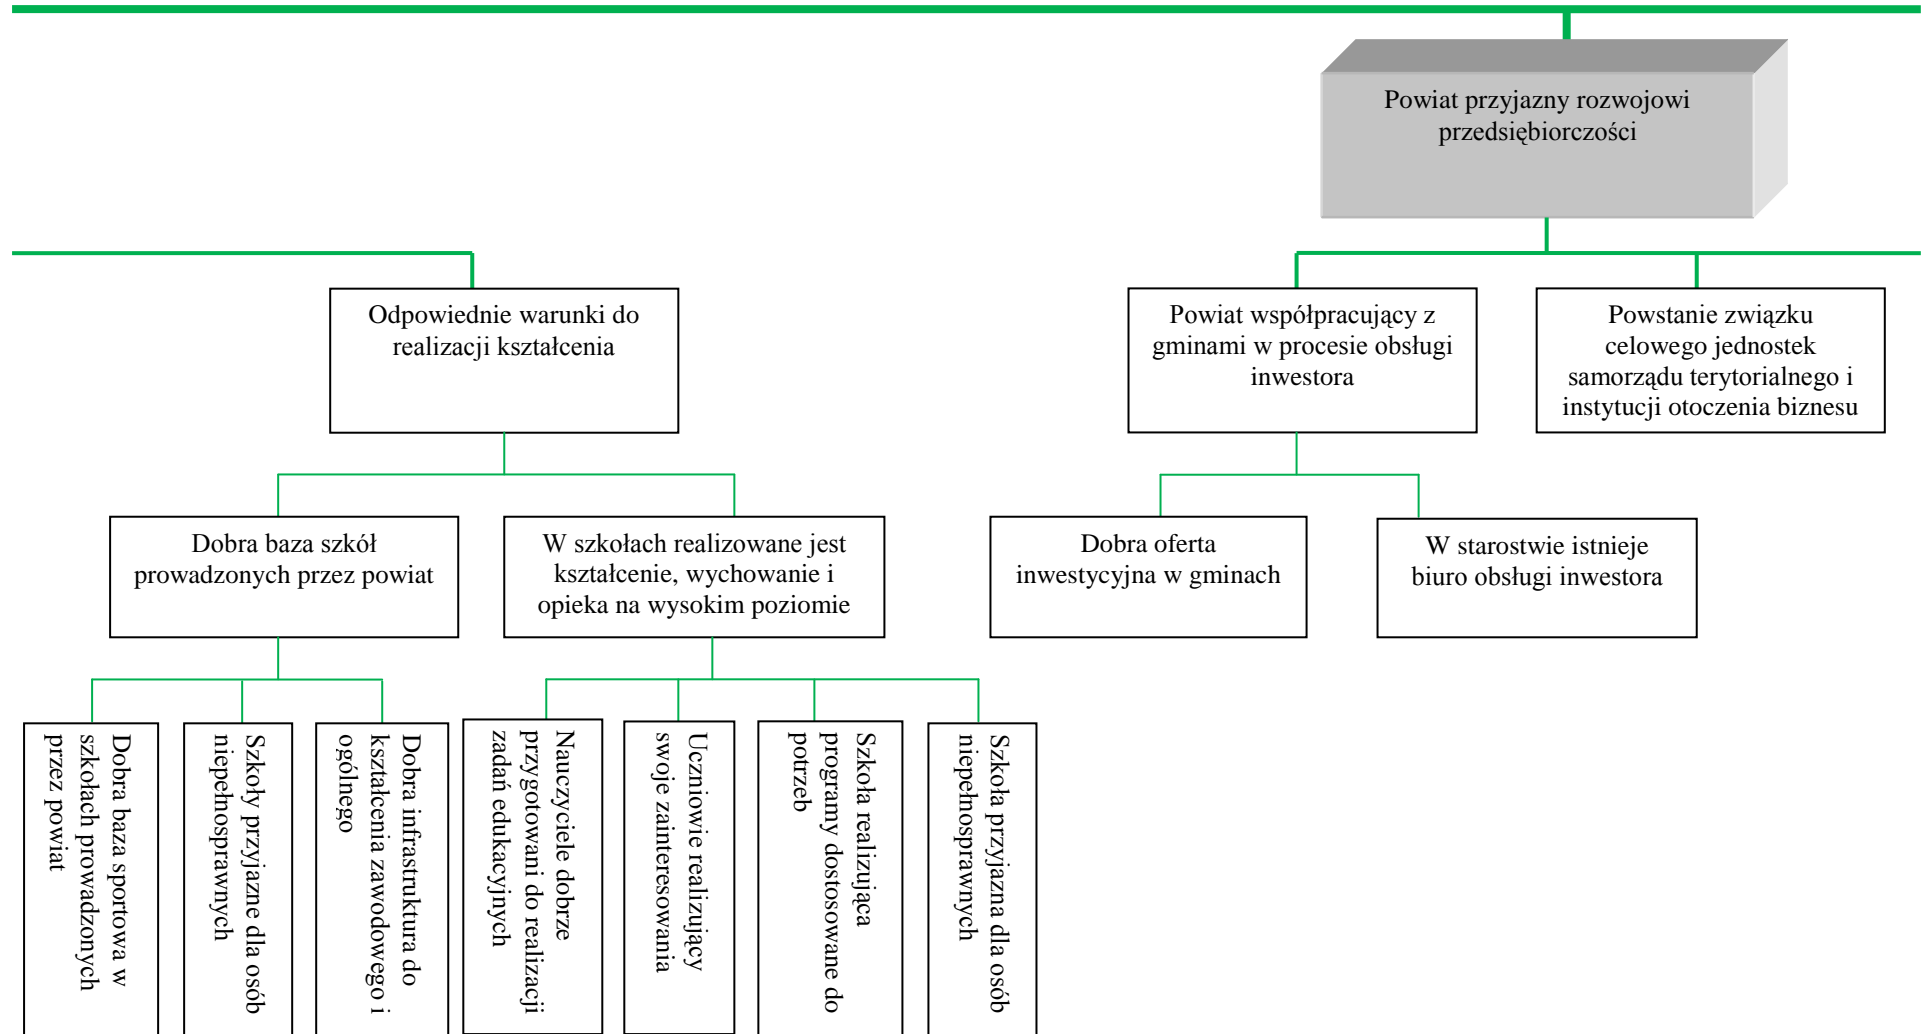 Powiat przyjazny rozwojowi
przedsiębiorczości
Odpowiednie warunki do
realizacji kształcenia
Powiat współpracujący z
gminami w procesie obsługi
inwestora
Powstanie związku
celowego jednostek
samorządu terytorialnego i
instytucji otoczenia biznesu
Dobra baza szkół
prowadzonych przez powiat
W szkołach realizowane jest
kształcenie, wychowanie i
opieka na wysokim poziomie
Dobra oferta
inwestycyjna w gminach
W starostwie istnieje
biuro obsługi inwestora
Dobra baza sportowa w
szkołach prowadzonych
przez powiat
Szkoły przyjazne dla osób
niepełnosprawnych
Dobra infrastruktura do
kształcenia zawodowego i
ogólnego
Nauczyciele dobrze
przygotowani do realizacji
zadań edukacyjnych
Uczniowie realizujący
swoje zainteresowania
Szkoła realizująca
programy dostosowane do
potrzeb
Szkoła przyjazna dla osób
niepełnosprawnych